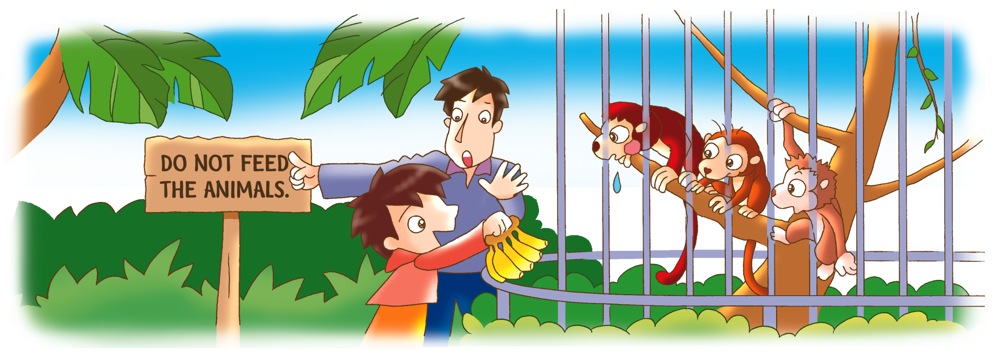 DO NOT FEED
THE ANIMALS.